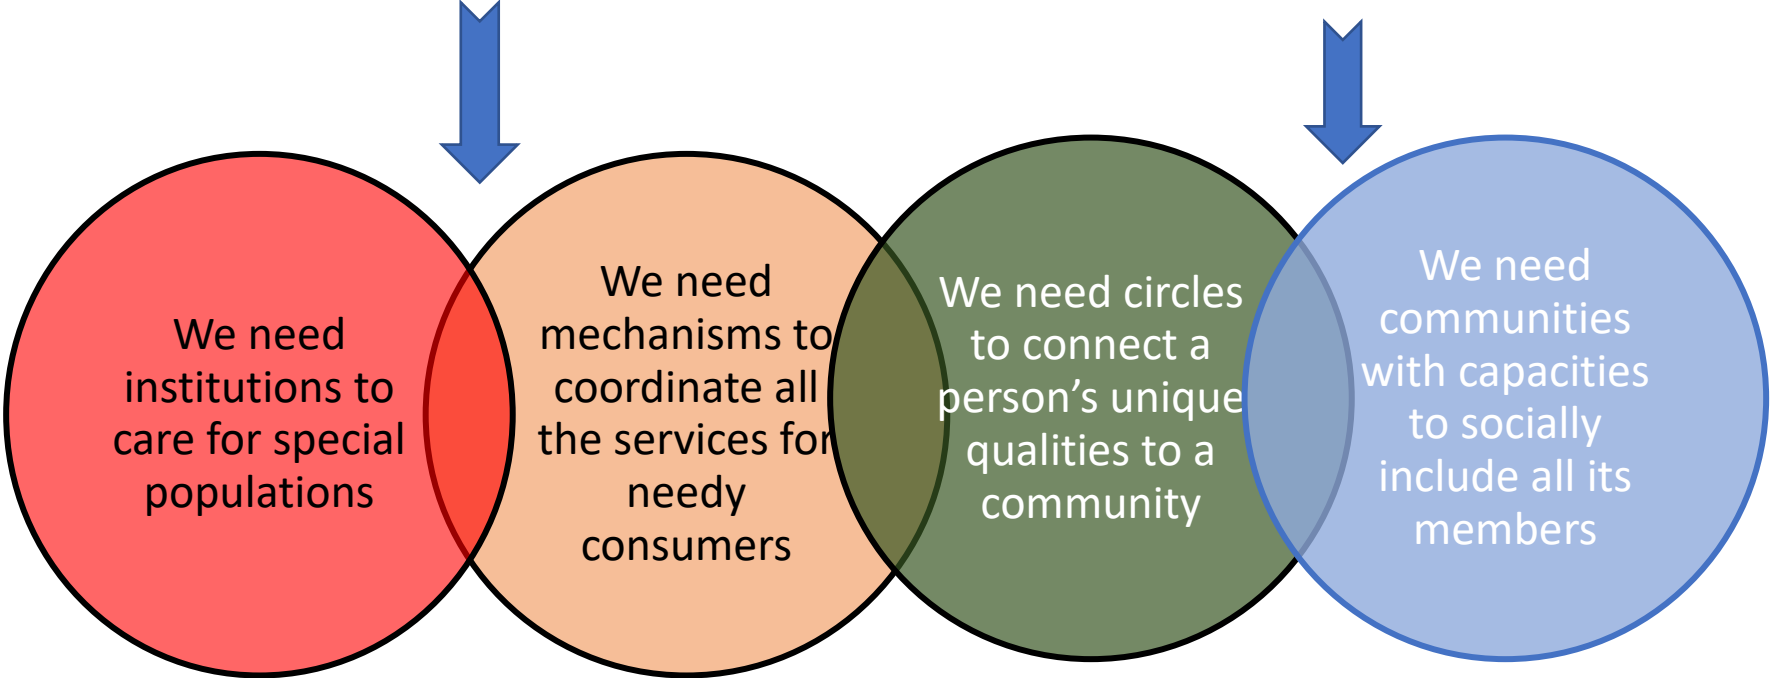 We need
institutions to
care for special
populations
We need
mechanisms to
coordinate all
the services for
needy
consumers
We need circles
to connect a
person’s unique
qualities to a
community
We need
communities
with capacities
to socially
include all its
members